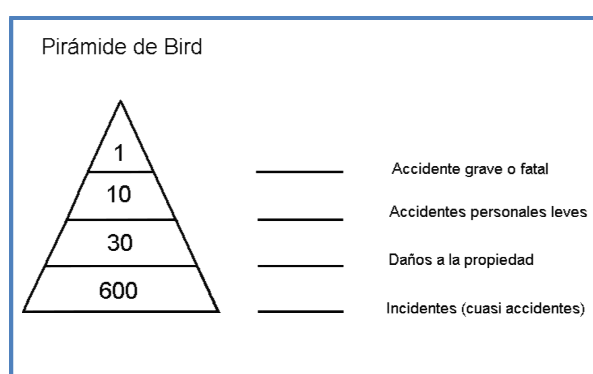 Pirámide de Bird
1
Accidente grave o fatal
10
Accidentes personales leves
30
Daños a la propiedad
600
Incidentes (cuasi accidentes)